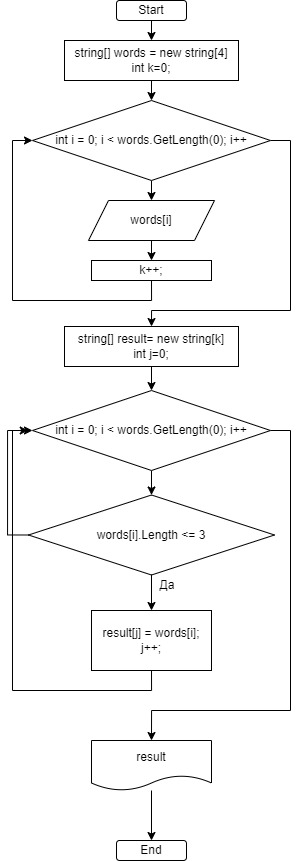 Start
string[] words = new string[4]
int k=0;
int i = 0; i < words.GetLength(0); i++
words[i]
k++;
string[] result= new string[k]
int j=0;
int i = 0; i < words.GetLength(0); i++
words[i].Length <= 3
Да
result[j] = words[i];
j++;
result
End